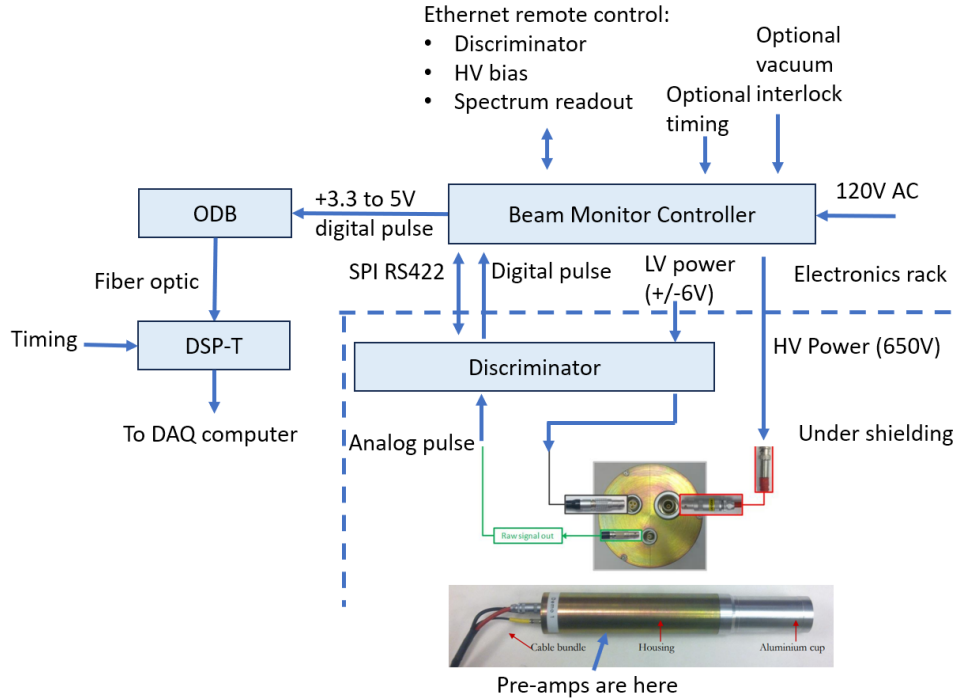 Ethernet remote control:
• Discriminator
• HV bias
• Spectrum readout
Optional
timing
Optional
vacuum
interlock
120V AC
ODB
+3.3 to 5V
digital pulse
Beam Monitor Controller
Fiber optic
SPI RS422
Digital pulse
LV power
(+/-6V)
Electronics rack
Timing
DSP-T
To DAQ computer
Discriminator
HV Power (650V)
Analog pulse
Under shielding
Raw signal out
Cable bundle
Housing
Aluminium cup
Pre-amps are here